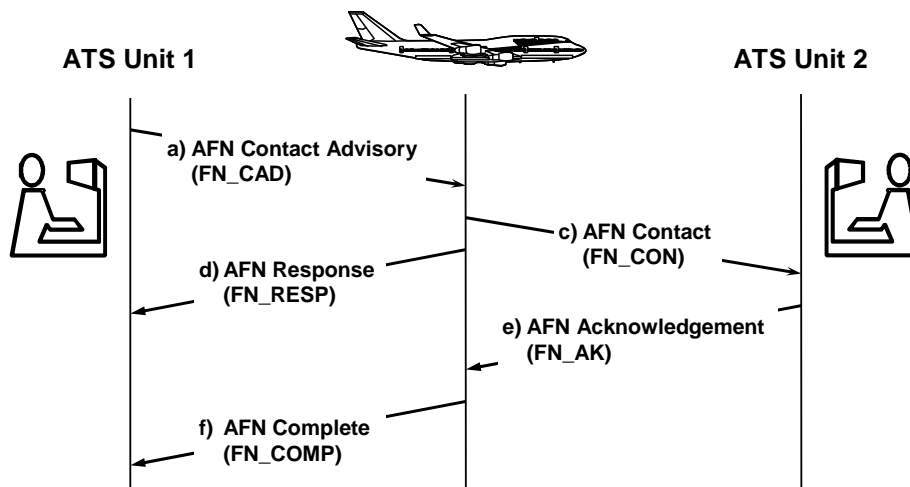 ATS Unit 1
ATS Unit 2
a) AFN Contact Advisory
(FN_CAD)
c) AFN Contact
(FN_CON)
d) AFN Response
(FN_RESP)
e) AFN Acknowledgement
(FN_AK)
f) AFN Complete
(FN_COMP)